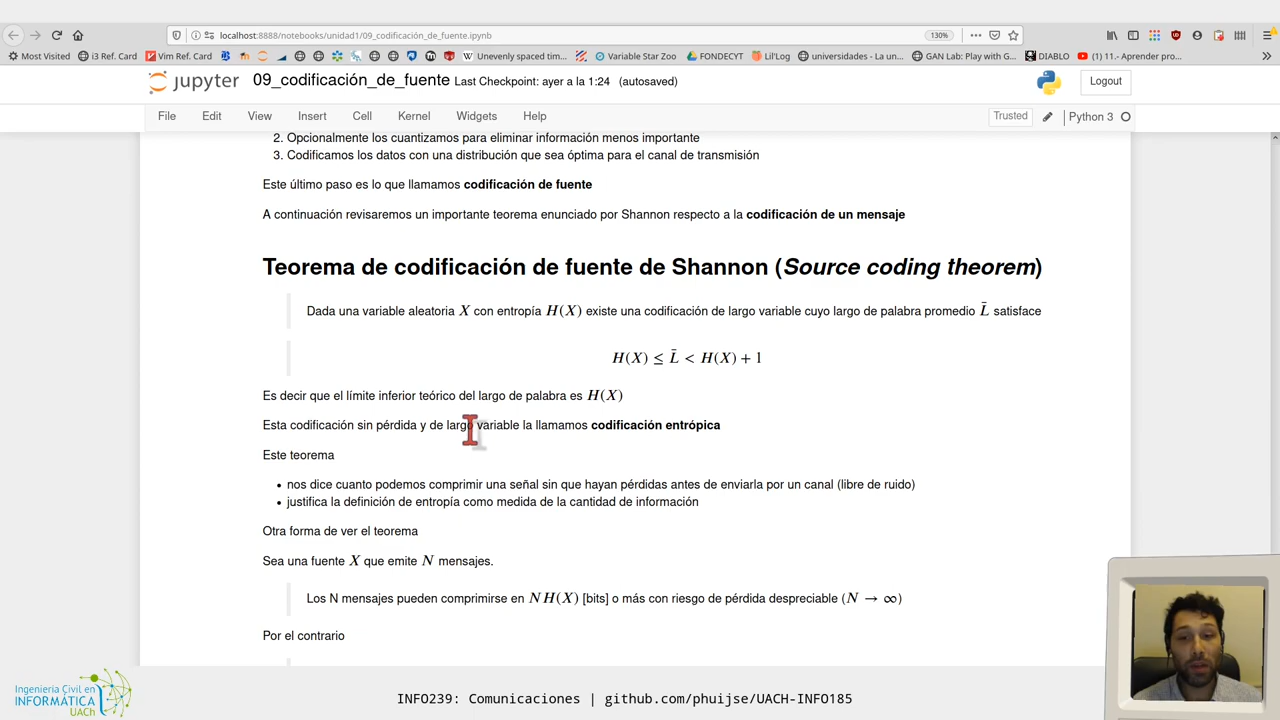 localhost:8888/notebooks/unidad1/09_codificación_de_fuente.ipynb 130%
Most Visited i3 Ref. Card Vim Ref. Card Unevenly spaced tim... Variable Star Zoo FONDECYT Lil'Log universidades - La un... GAN Lab: Play with G... DIABLO (1) 11.- Aprender pro...
jupyter 09_codificación_de_fuente Last Checkpoint: ayer a la 1:24 (autosaved) Logout
File Edit View Insert Cell Kernel Widgets Help Trusted Python 3
2. Opcionalmente los cuantizamos para eliminar información menos importante
3. Codificamos los datos con una distribución que sea óptima para el canal de transmisión
Este último paso es lo que llamamos codificación de fuente
A continuación revisaremos un importante teorema enunciado por Shannon respecto a la codificación de un mensaje
Teorema de codificación de fuente de Shannon (Source coding theorem)
Dada una variable aleatoria X con entropía H(X) existe una codificación de largo variable cuyo largo de palabra promedio L̄ satisface
H(X) ≤ L̄ < H(X) + 1
Es decir que el límite inferior teórico del largo de palabra es H(X)
Esta codificación sin pérdida y de largo variable la llamamos codificación entrópica
Este teorema
• nos dice cuanto podemos comprimir una señal sin que hayan pérdidas antes de enviarla por un canal (libre de ruido)
• justifica la definición de entropía como medida de la cantidad de información
Otra forma de ver el teorema
Sea una fuente X que emite N mensajes.
Los N mensajes pueden comprimirse en N H(X) [bits] o más con riesgo de pérdida despreciable (N → ∞)
Por el contrario
Ingeniería Civil en
INFORMÁTICA
UACh
INFO239: Comunicaciones | github.com/phuijse/UACH-INFO185